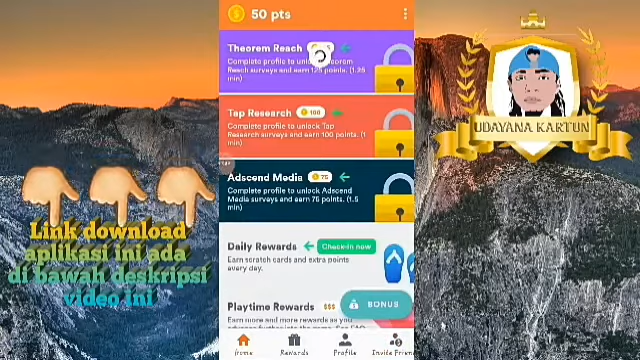 50 pts
Theorem Reach
Complete profile to unlock Theorem
Reach surveys and earn 125 points. (1.25
min)
Tap Research 100
Complete profile to unlock Tap
Research surveys and earn 100 points. (1
min)
Adscend Media 75
Complete profile to unlock Adscend
Media surveys and earn 75 points. (1.5
min)
Daily Rewards Check-in now
Earn scratch cards and extra points
every day.
Playtime Rewards $$$
Earn more and more rewards as you
BONUS
Home Rewards Profile Invite Frien
Link download
aplikasi ini ada
di bawah deskripsi
video ini
UDAYANA KARTUN